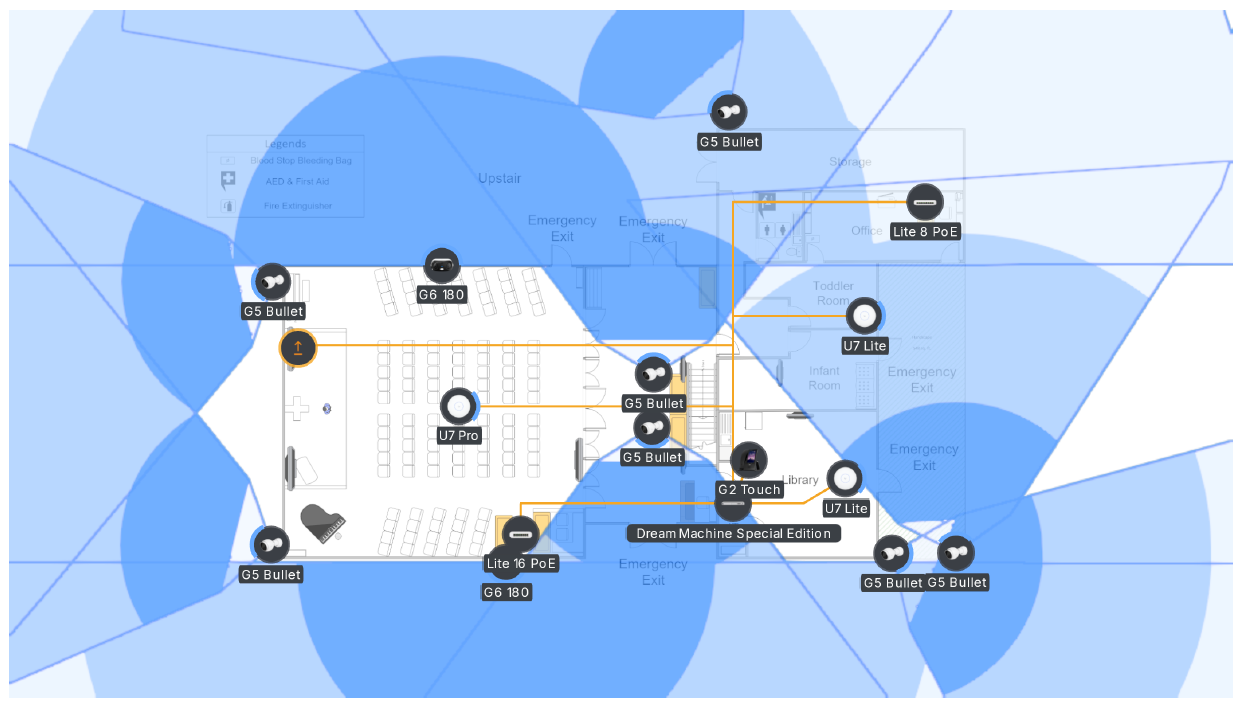 G5 Bullet
Legends
Blood Stop Bleeding Bag
AED & First Aid
Fire Extinguisher
Storage
Upstair
Emergency
Exit
Emergency
Exit
Office
Lite 8 PoE
G6 180
G5 Bullet
Toddler
Room
U7 Lite
Infant
Room
Emergency
Exit
G5 Bullet
U7 Pro
G5 Bullet
Emergency
Exit
G2 Touch
Library
U7 Lite
Dream Machine Special Edition
Lite 16 PoE
G5 Bullet
Emergency
Exit
G6 180
G5 Bullet
G5 Bullet